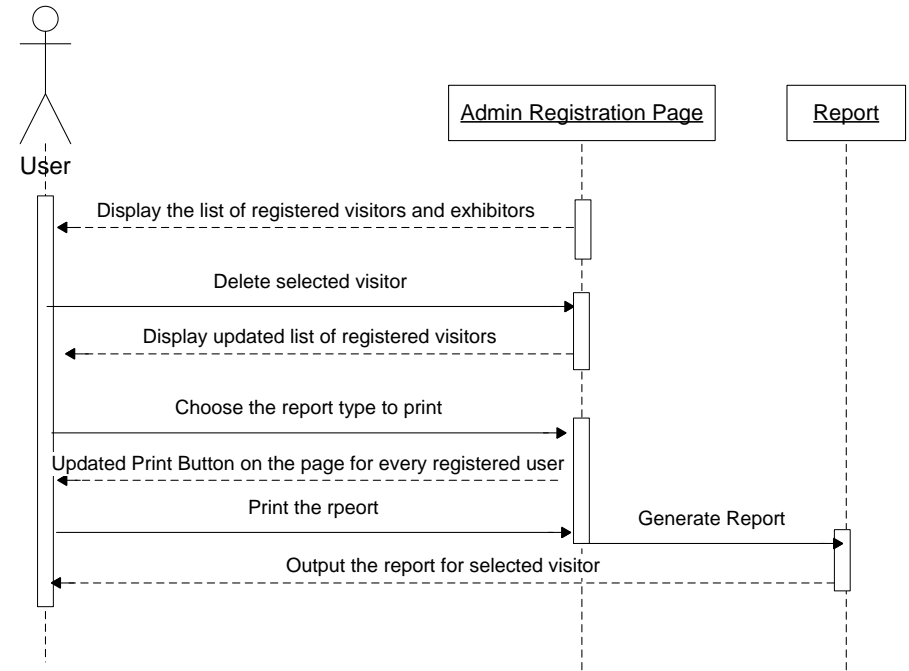 Admin Registration Page
Report
User
Display the list of registered visitors and exhibitors
Delete selected visitor
Display updated list of registered visitors
Choose the report type to print
Updated Print Button on the page for every registered user
Print the rpeort
Generate Report
Output the report for selected visitor